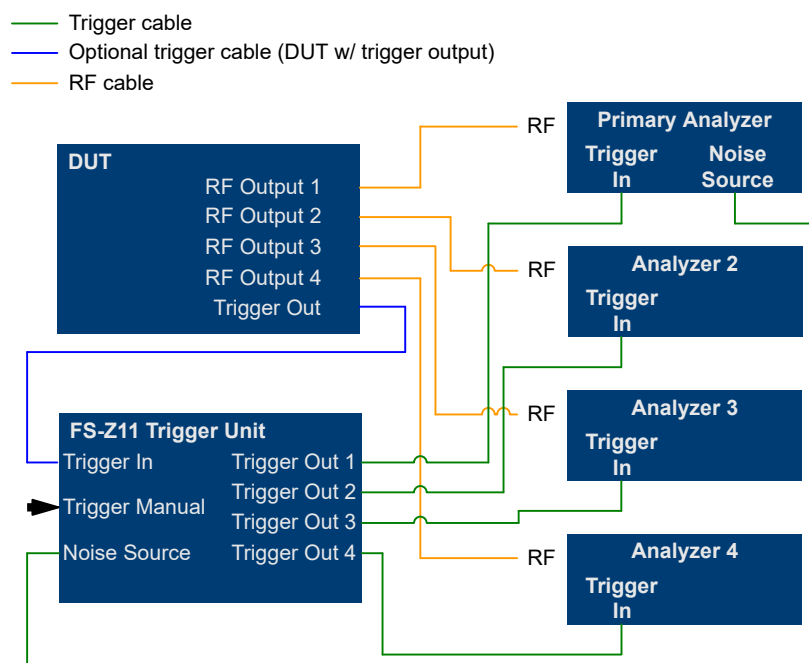 Trigger cable
Optional trigger cable (DUT w/ trigger output)
RF cable
DUT
RF Output 1
RF Output 2
RF Output 3
RF Output 4
Trigger Out
RF
Primary Analyzer
Trigger In
Noise Source
RF
Analyzer 2
Trigger In
RF
Analyzer 3
Trigger In
RF
Analyzer 4
Trigger In
FS-Z11 Trigger Unit
Trigger In
Trigger Manual
Noise Source
Trigger Out 1
Trigger Out 2
Trigger Out 3
Trigger Out 4